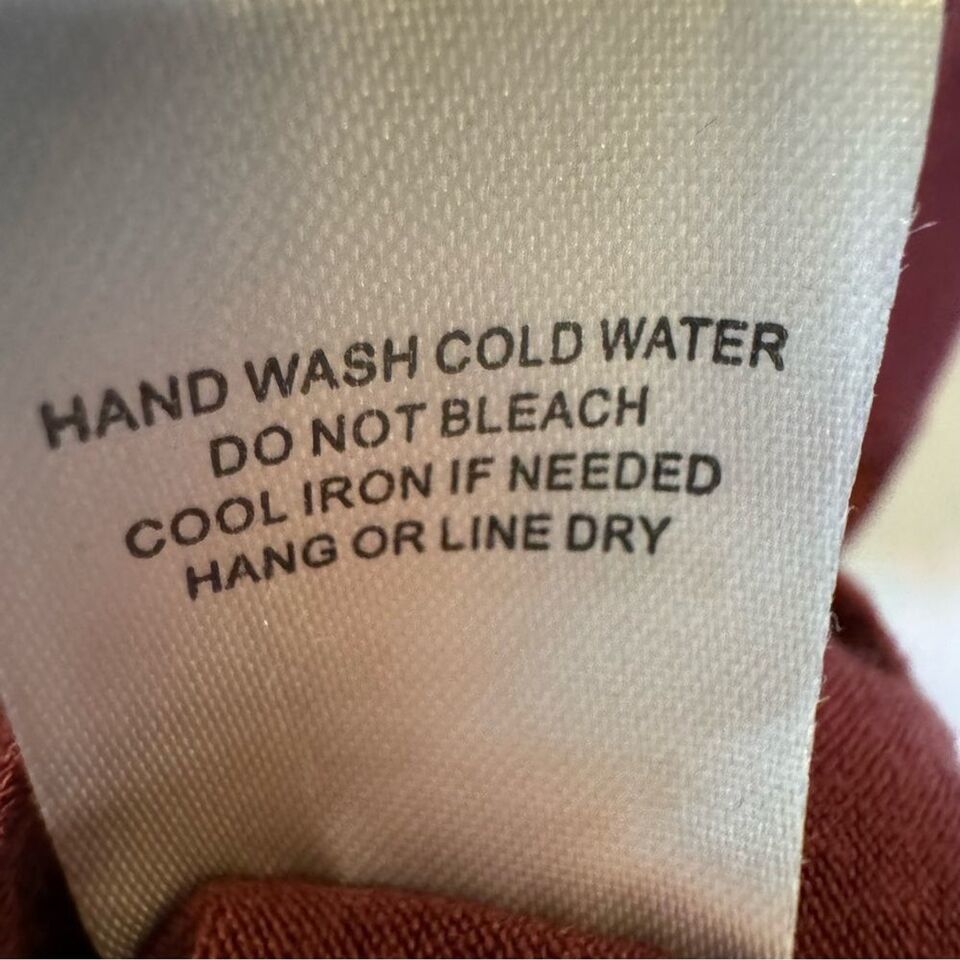 HAND WASH COLD WATER
DO NOT BLEACH
COOL IRON IF NEEDED
HANG OR LINE DRY